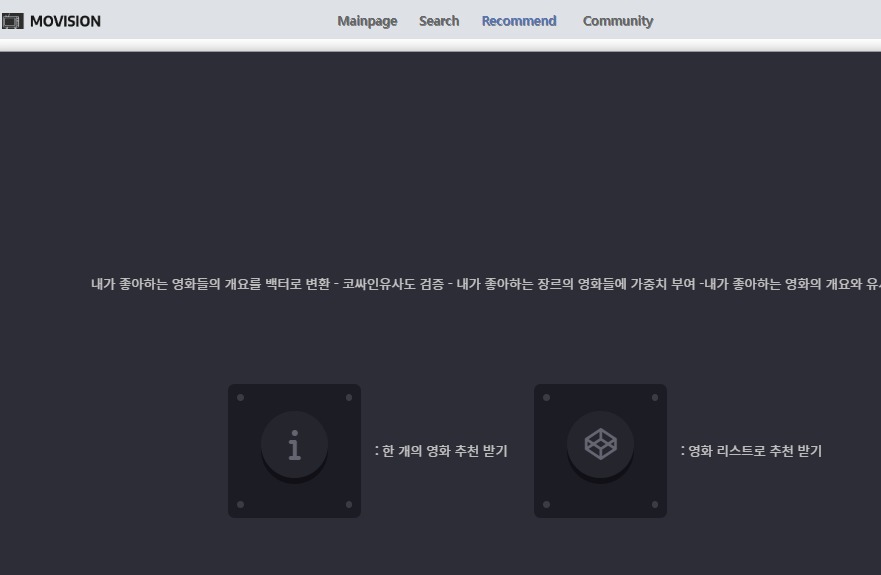 MOVISION
Mainpage Search Recommend Community
내가 좋아하는 영화들의 개요를 백터로 변환 - 코싸인유사도 검증 - 내가 좋아하는 장르의 영화들에 가중치 부여 -내가 좋아하는 영화의 개요와
: 한 개의 영화 추천 받기
: 영화 리스트로 추천 받기